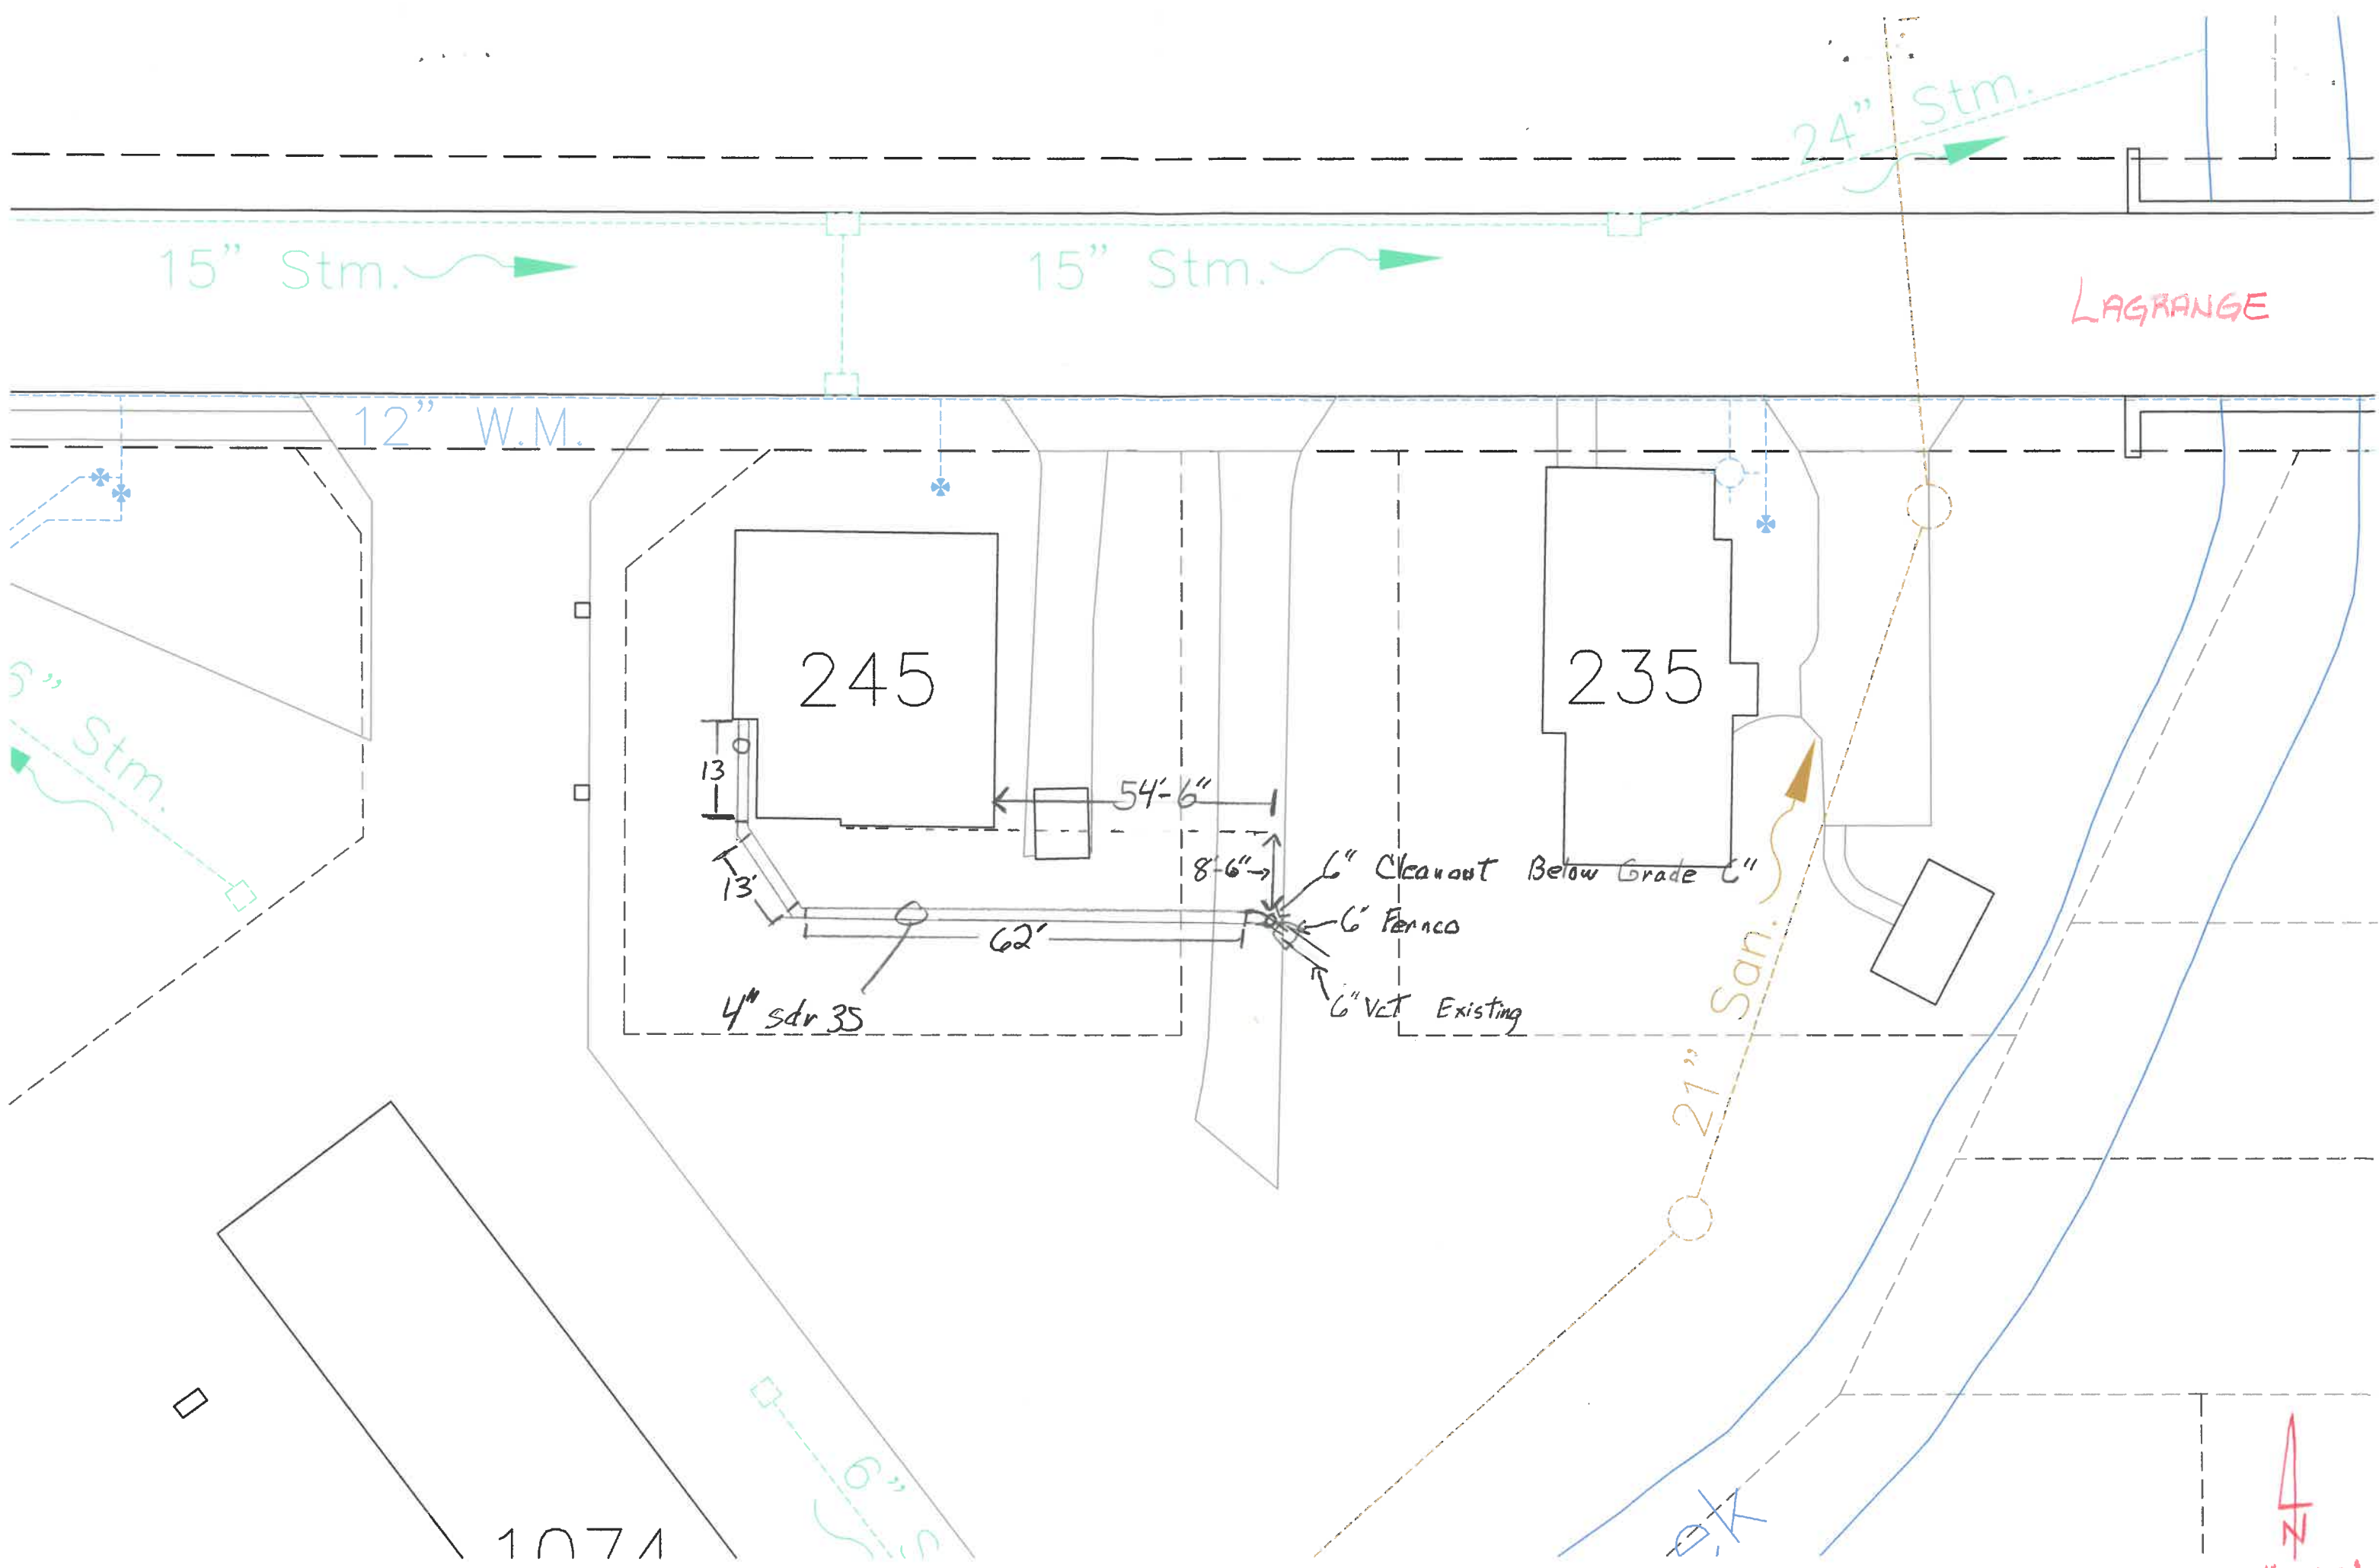 24" Stm.
15" Stm.
15" Stm.
LAGRANGE
12" W.M.
245
235
Stm.
13
54'-6"
8'-6"
6" Cleanout Below Grade 6"
13'
6" Fernco
62'
6" Vct Existing
4" sdr 35
21" San.
6"
1074
N